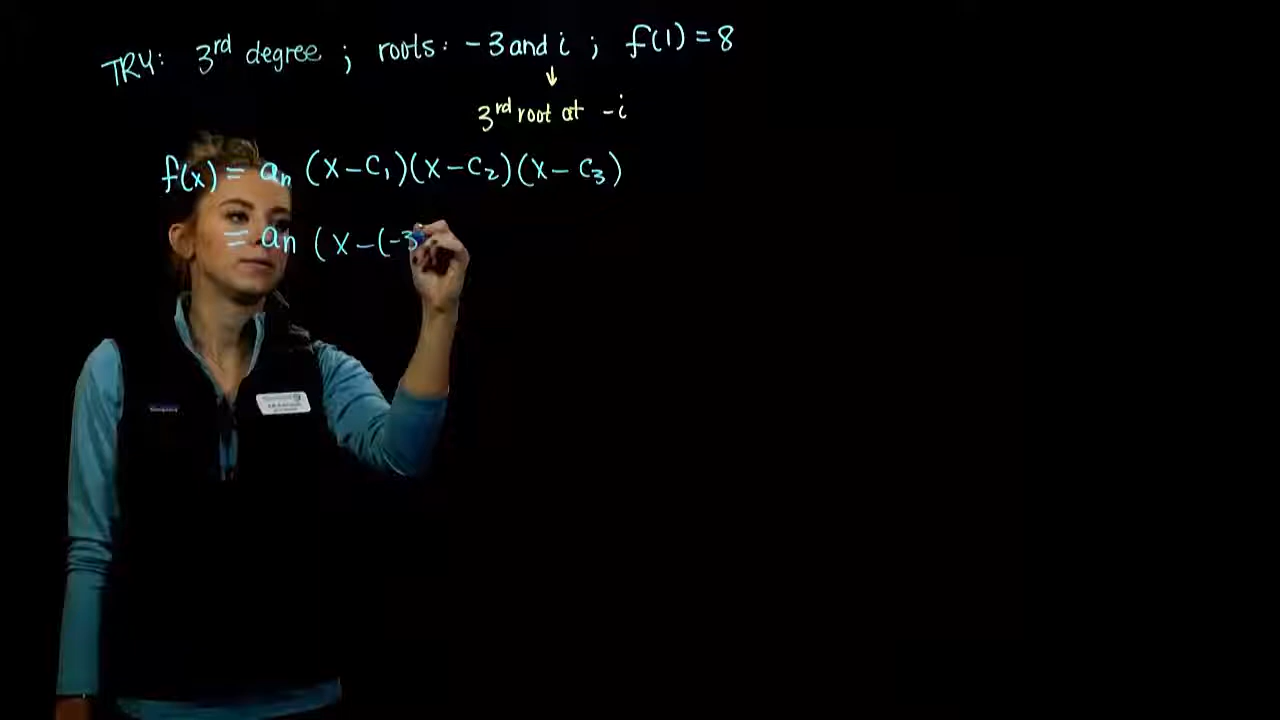 TRY: 3rd degree ; roots: -3 and i ; f(1) = 8
↓
3rd root at -i
f(x) = an (x-c1)(x-c2)(x-c3)
= an (x-(-3